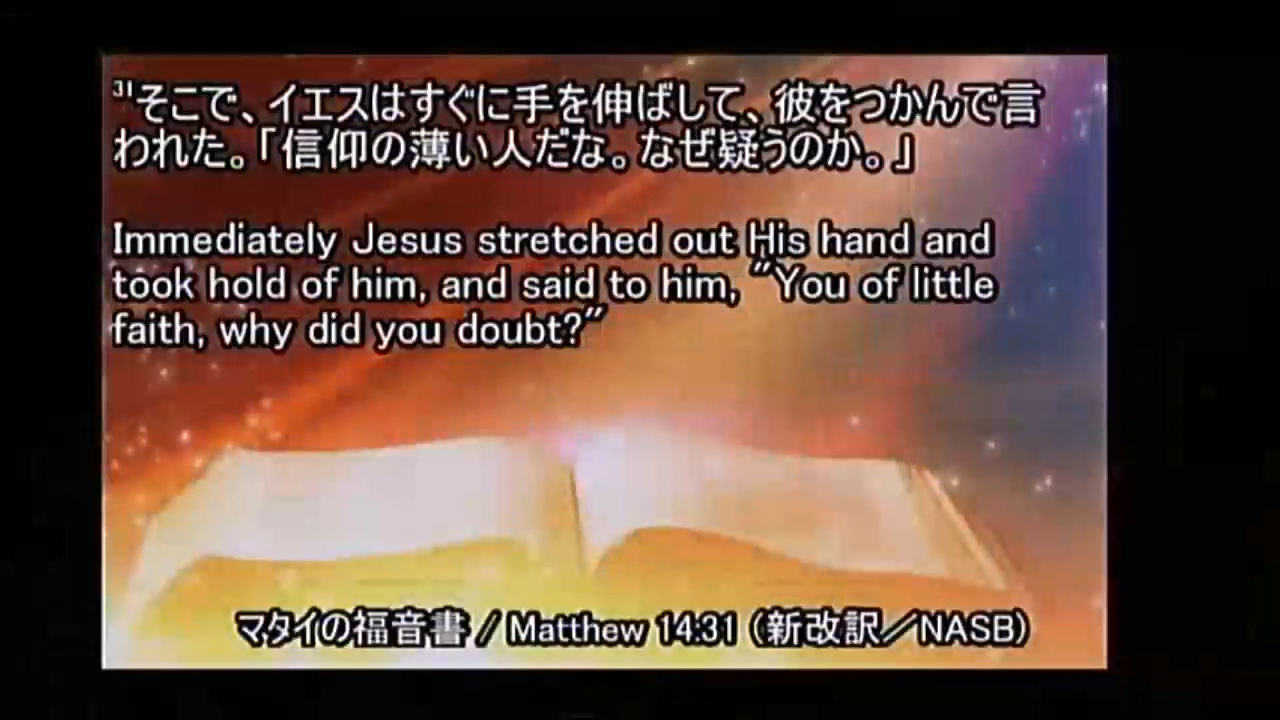 31そこで、イエスはすぐに手を伸ばして、彼をつかんで言
われた。「信仰の薄い人だな。なぜ疑うのか。」
Immediately Jesus stretched out His hand and
took hold of him, and said to him, "You of little
faith, why did you doubt?"
マタイの福音書 / Matthew 14:31 (新改訳／NASB)